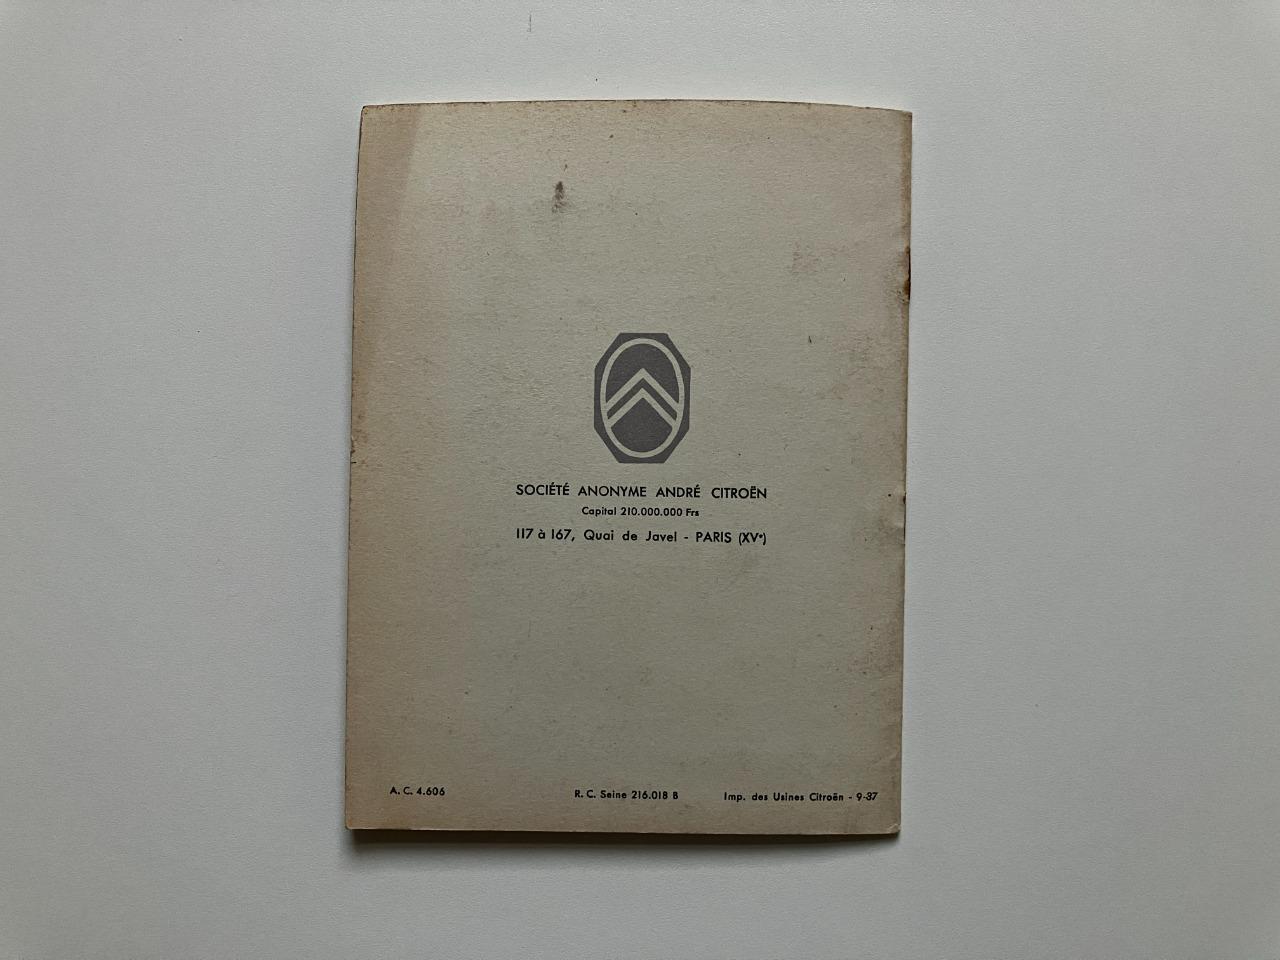 SOCIÉTÉ ANONYME ANDRÉ CITROËN
Capital 210.000.000 Frs
117 à 167, Quai de Javel - PARIS (XVᵉ)
A. C. 4.606
R. C. Seine 216.018 B
Imp. des Usines Citroën - 9-37